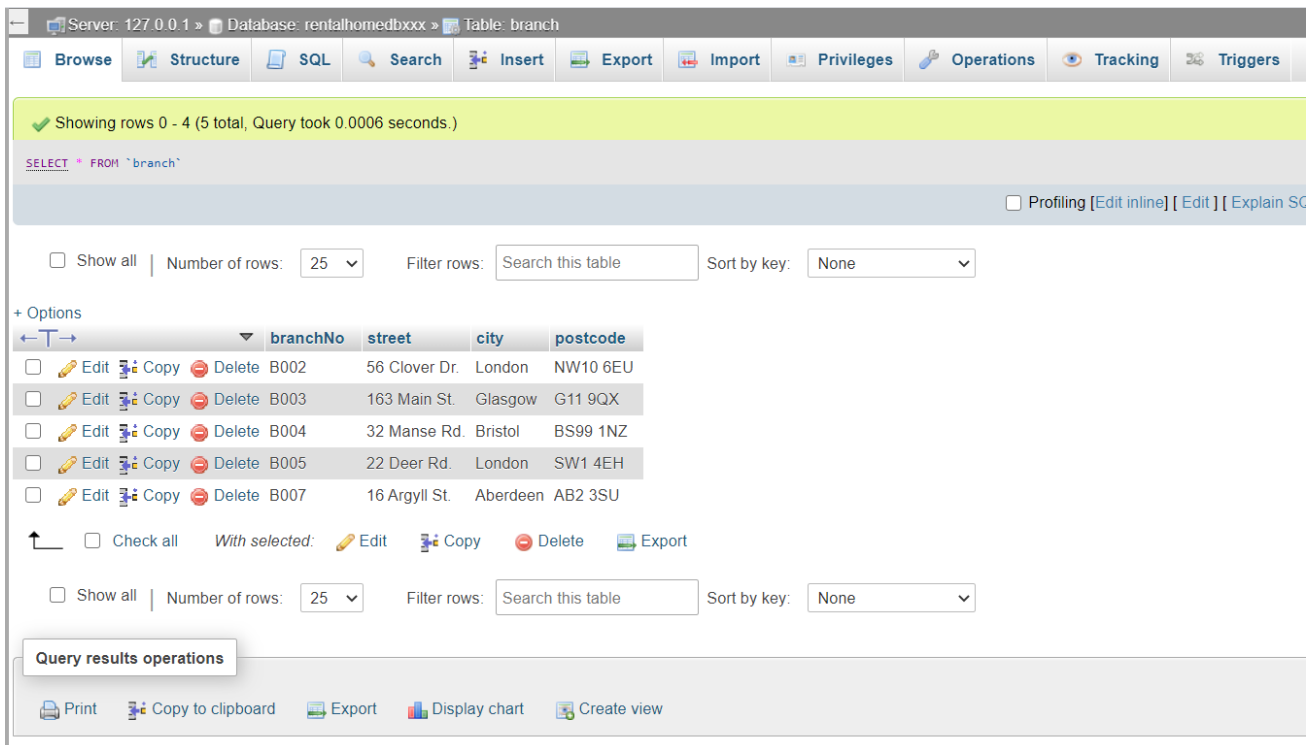 Server: 127.0.0.1 » Database: rentalhomedbxxx » Table: branch
Browse Structure SQL Search Insert Export Import Privileges Operations Tracking Triggers
Showing rows 0 - 4 (5 total, Query took 0.0006 seconds.)
SELECT * FROM `branch`
Profiling [Edit inline] [ Edit ] [ Explain SQ
Show all | Number of rows: 25 Filter rows: Search this table Sort by key: None
+ Options
←T→ branchNo street city postcode
Edit Copy Delete B002 56 Clover Dr. London NW10 6EU
Edit Copy Delete B003 163 Main St. Glasgow G11 9QX
Edit Copy Delete B004 32 Manse Rd. Bristol BS99 1NZ
Edit Copy Delete B005 22 Deer Rd. London SW1 4EH
Edit Copy Delete B007 16 Argyll St. Aberdeen AB2 3SU
Check all With selected: Edit Copy Delete Export
Show all | Number of rows: 25 Filter rows: Search this table Sort by key: None
Query results operations
Print Copy to clipboard Export Display chart Create view